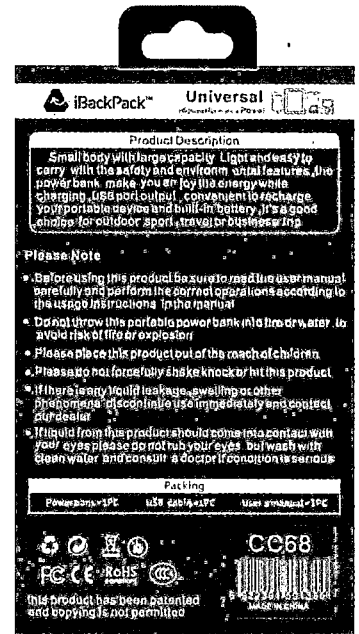 iBackPack™ Universal
Product Description
Small body with large capacity Light and easy to
carry with the safety and environm ental features ,the
power bank make you en joy the energy while
charging ,USB port output , convenient to recharge
your portable device and built-in battery ,It's a good
choice for outdoor sport ,travel or business trip
Please Note
Before using this product be sure to read the user manual
carefully and perform the correct operations according to
the usage instructions in the manual
Do not throw this portable power bank into fire or water, to
avoid risk of fire or explosion
Please place this product out of the reach of children
Please do not forcefully shake knock or hit this product
If there is any liquid leakage ,swelling or other
phenomena discontinue use immediately and contact
our dealer
If liquid from this product should come into contact with
your eyes please do not rub your eyes but wash with
clean water and consult a doctor if condition is serious
Packing
Power bank*1PC USB cable*1PC User's manual*1PC
CC68
FC CE RoHS CCC
MADE IN CHINA
this product has been patented
and copying is not permitted